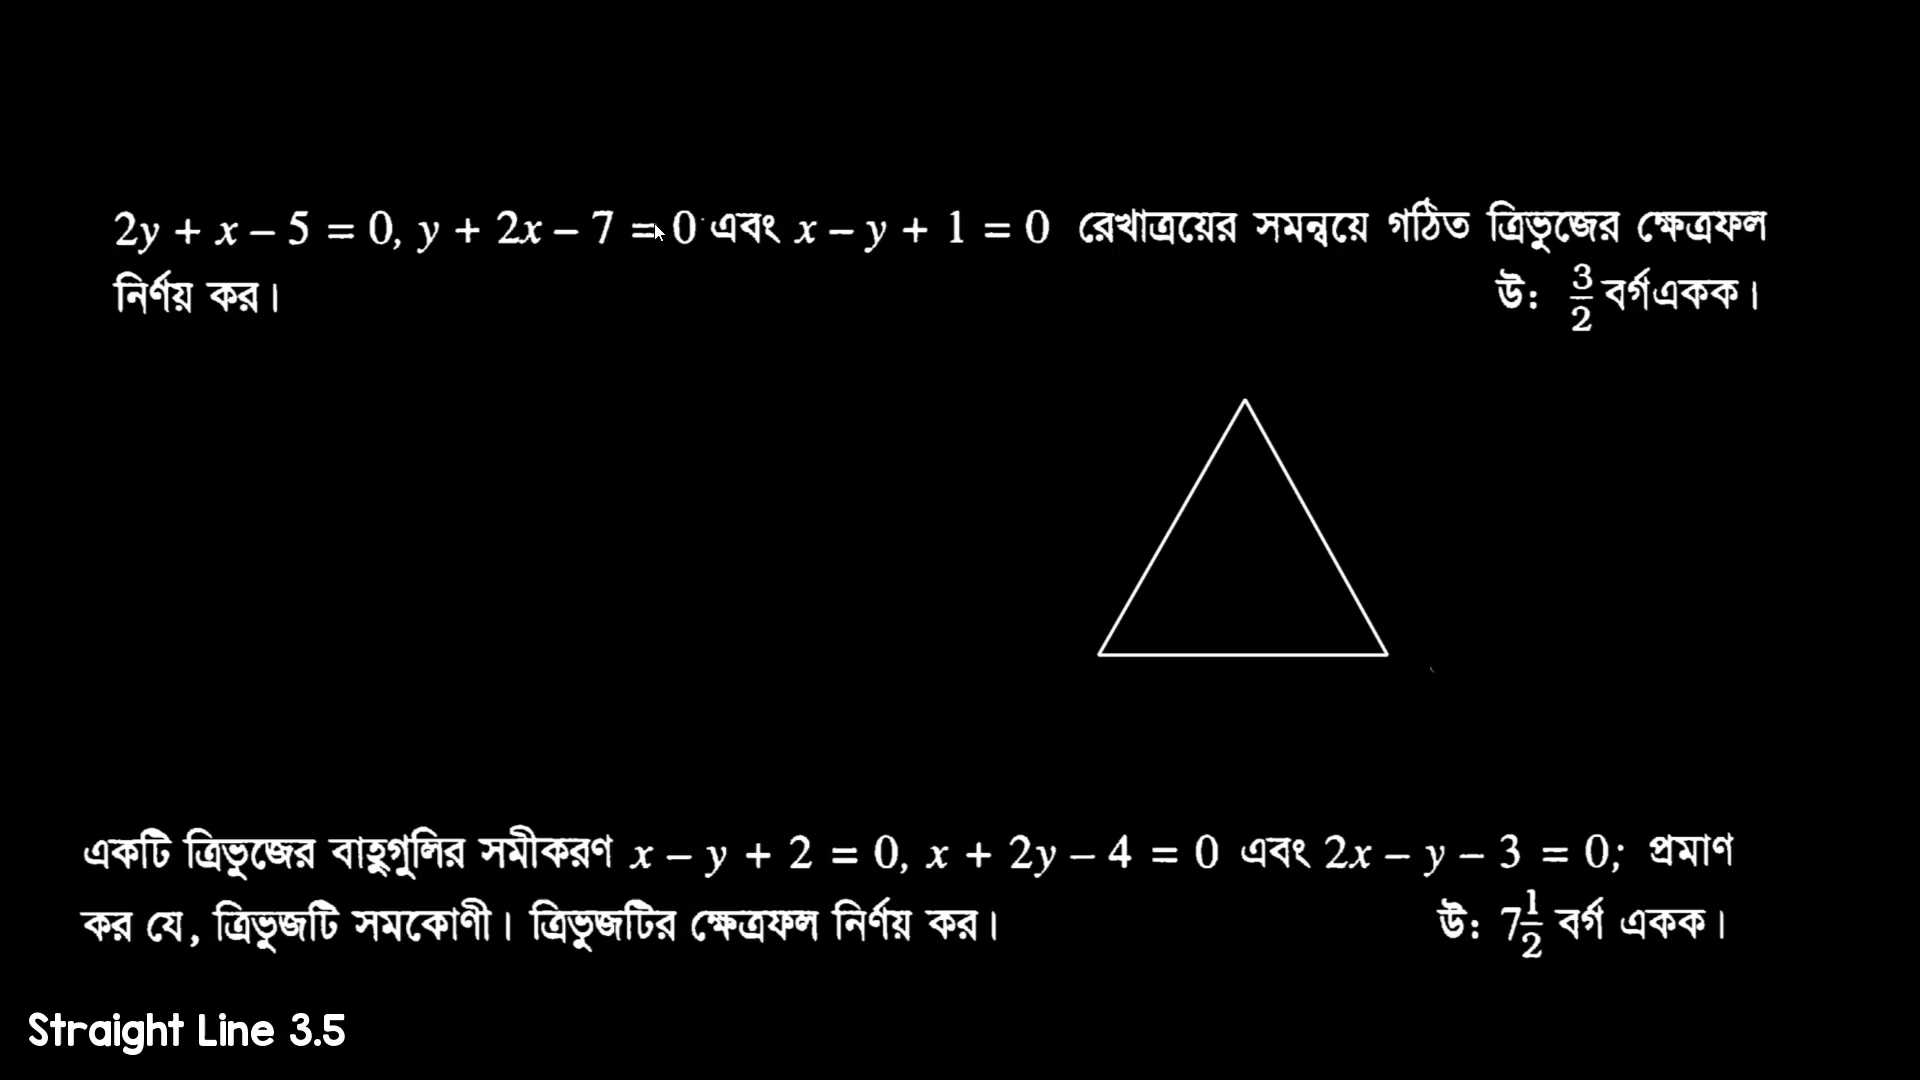 2y + x – 5 = 0, y + 2x – 7 = 0 এবং x – y + 1 = 0 রেখাত্রয়ের সমন্বয়ে গঠিত ত্রিভুজের ক্ষেত্রফল
নির্ণয় কর। উঃ 3/2 বর্গএকক।
একটি ত্রিভুজের বাহুগুলির সমীকরণ x – y + 2 = 0, x + 2y – 4 = 0 এবং 2x – y – 3 = 0; প্রমাণ
কর যে, ত্রিভুজটি সমকোণী। ত্রিভুজটির ক্ষেত্রফল নির্ণয় কর। উঃ 7 1/2 বর্গ একক।
Straight Line 3.5